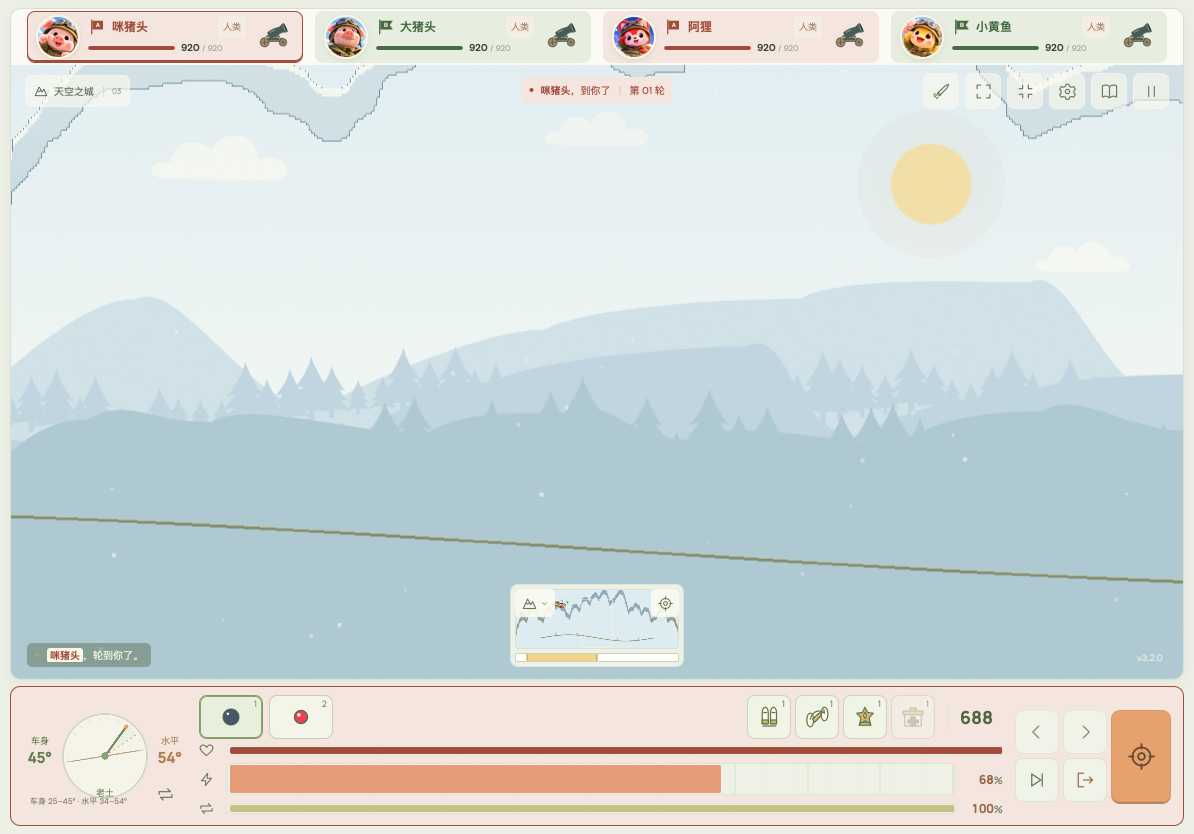 A 咪猪头 人类
920 / 920
B 大猪头 人类
920 / 920
A 阿狸 人类
920 / 920
B 小黄鱼 人类
920 / 920
天空之城 03
咪猪头，到你了 第 01 轮
咪猪头，轮到你了。
v3.2.0
车身
45°
水平
54°
老土
车身 25–45° · 水平 34–54°
1
2
1
1
1
1
688
68%
100%